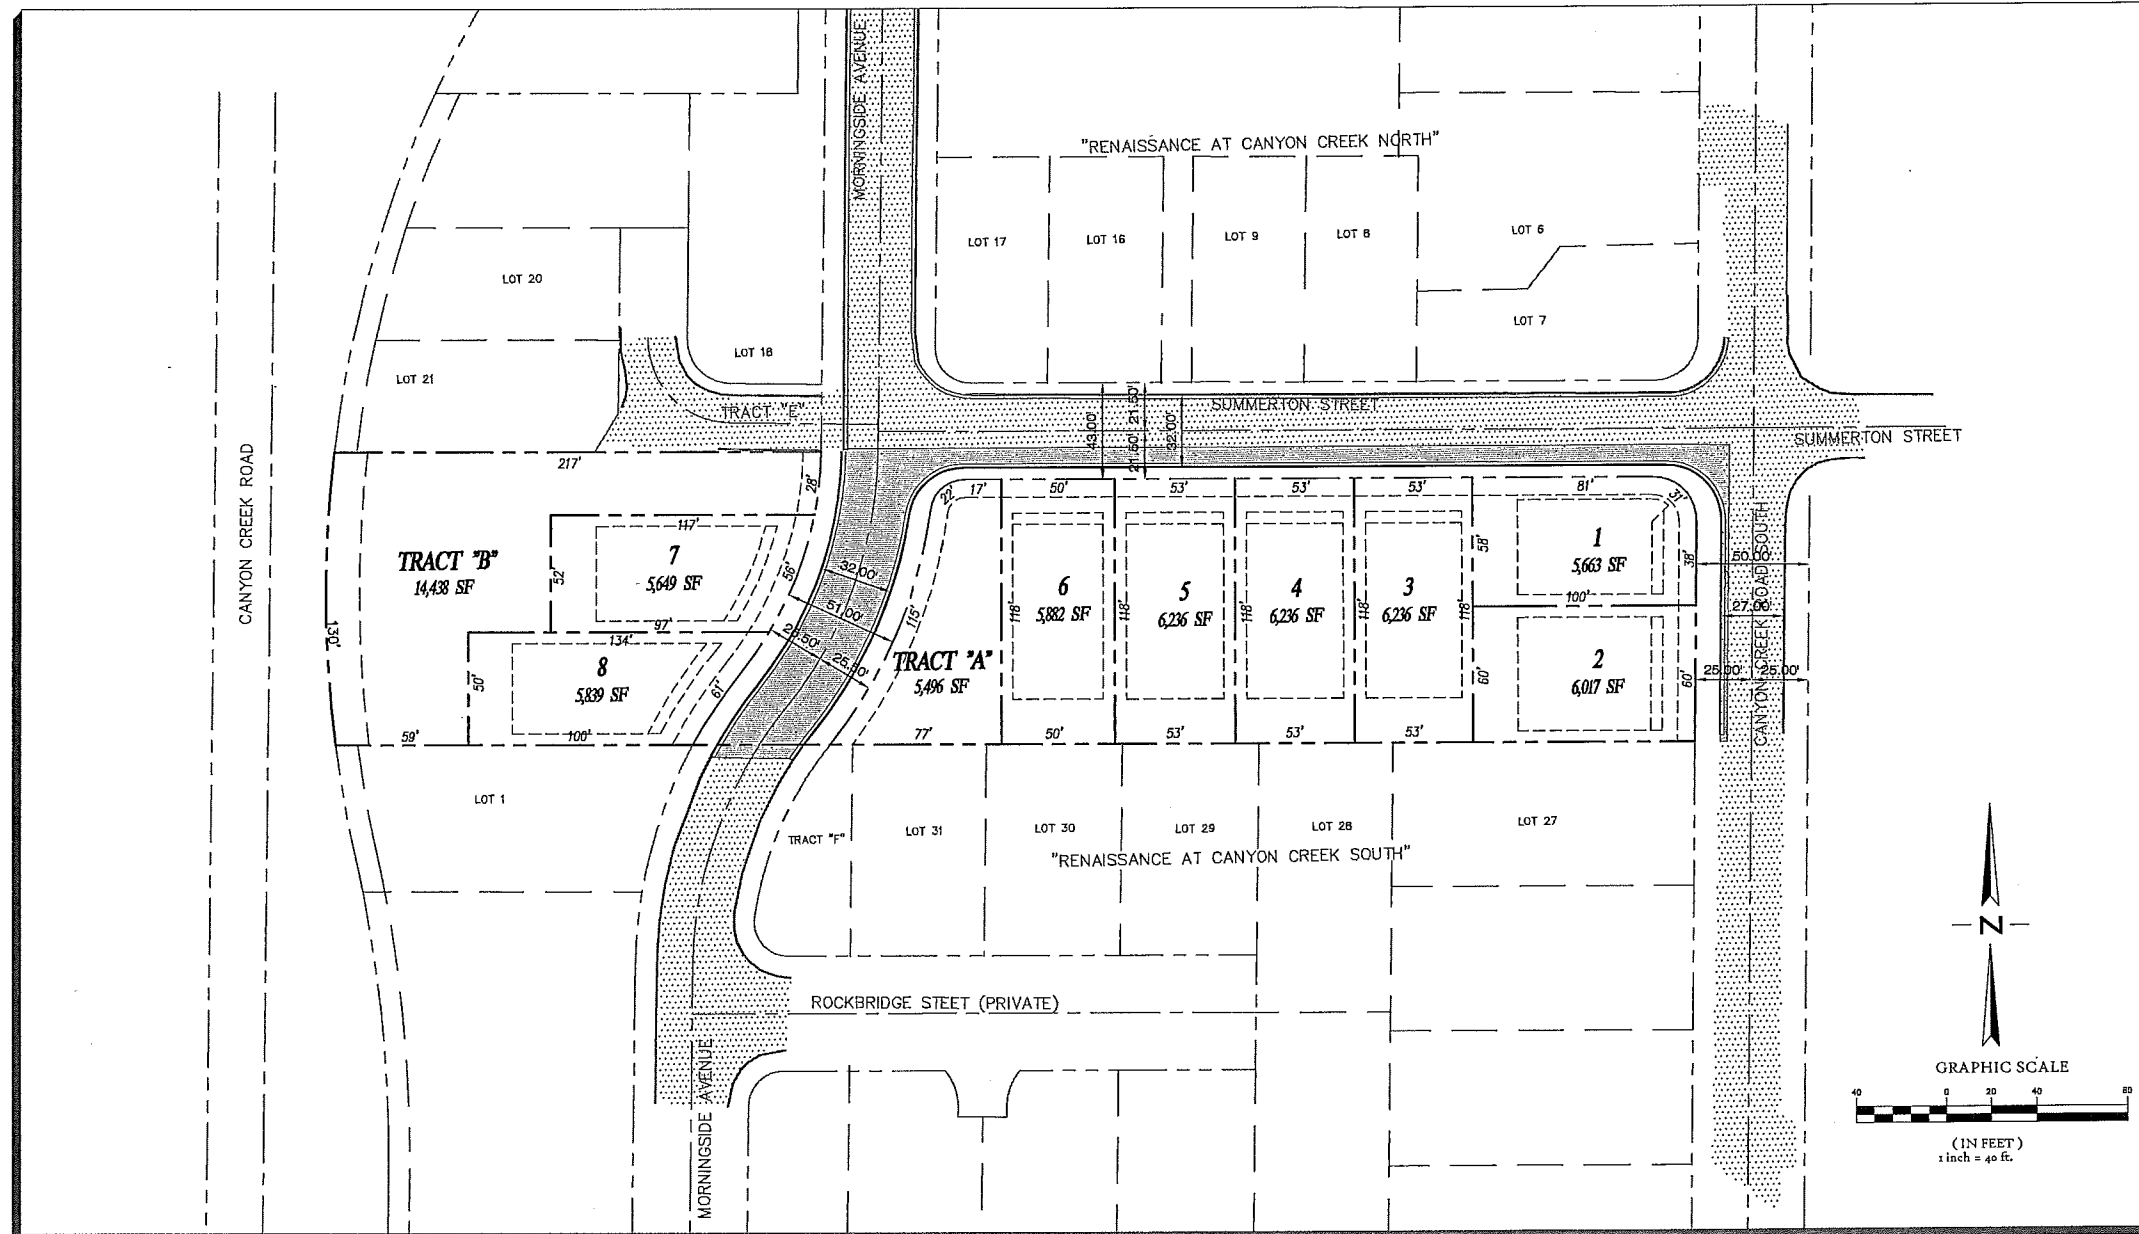 MORNINGSIDE AVENUE
"RENAISSANCE AT CANYON CREEK NORTH"
LOT 17
LOT 16
LOT 9
LOT 8
LOT 6
LOT 7
LOT 20
LOT 18
LOT 21
TRACT "E"
SUMMERTON STREET
SUMMERTON STREET
43.00'
21.50'
21.50'
32.00'
CANYON CREEK ROAD
217'
28'
22'
17'
50'
53'
53'
53'
81'
31'
117'
TRACT "B"
14,438 SF
52'
7
5,649 SF
56'
97'
130'
134'
8
5,839 SF
50'
61'
59'
100'
32.00'
51.00'
25.50'
25.50'
115'
TRACT "A"
5,496 SF
77'
118'
6
5,882 SF
50'
118'
5
6,236 SF
53'
118'
4
6,236 SF
53'
118'
3
6,236 SF
118'
53'
58'
1
5,663 SF
38'
100'
60'
2
6,017 SF
60'
50.00'
27.00'
25.00'
25.00'
CANYON CREEK ROAD SOUTH
LOT 1
TRACT "F"
LOT 31
LOT 30
LOT 29
LOT 28
LOT 27
"RENAISSANCE AT CANYON CREEK SOUTH"
ROCKBRIDGE STEET (PRIVATE)
MORNINGSIDE AVENUE
N
GRAPHIC SCALE
40 0 20 40 80
( IN FEET )
1 inch = 40 ft.